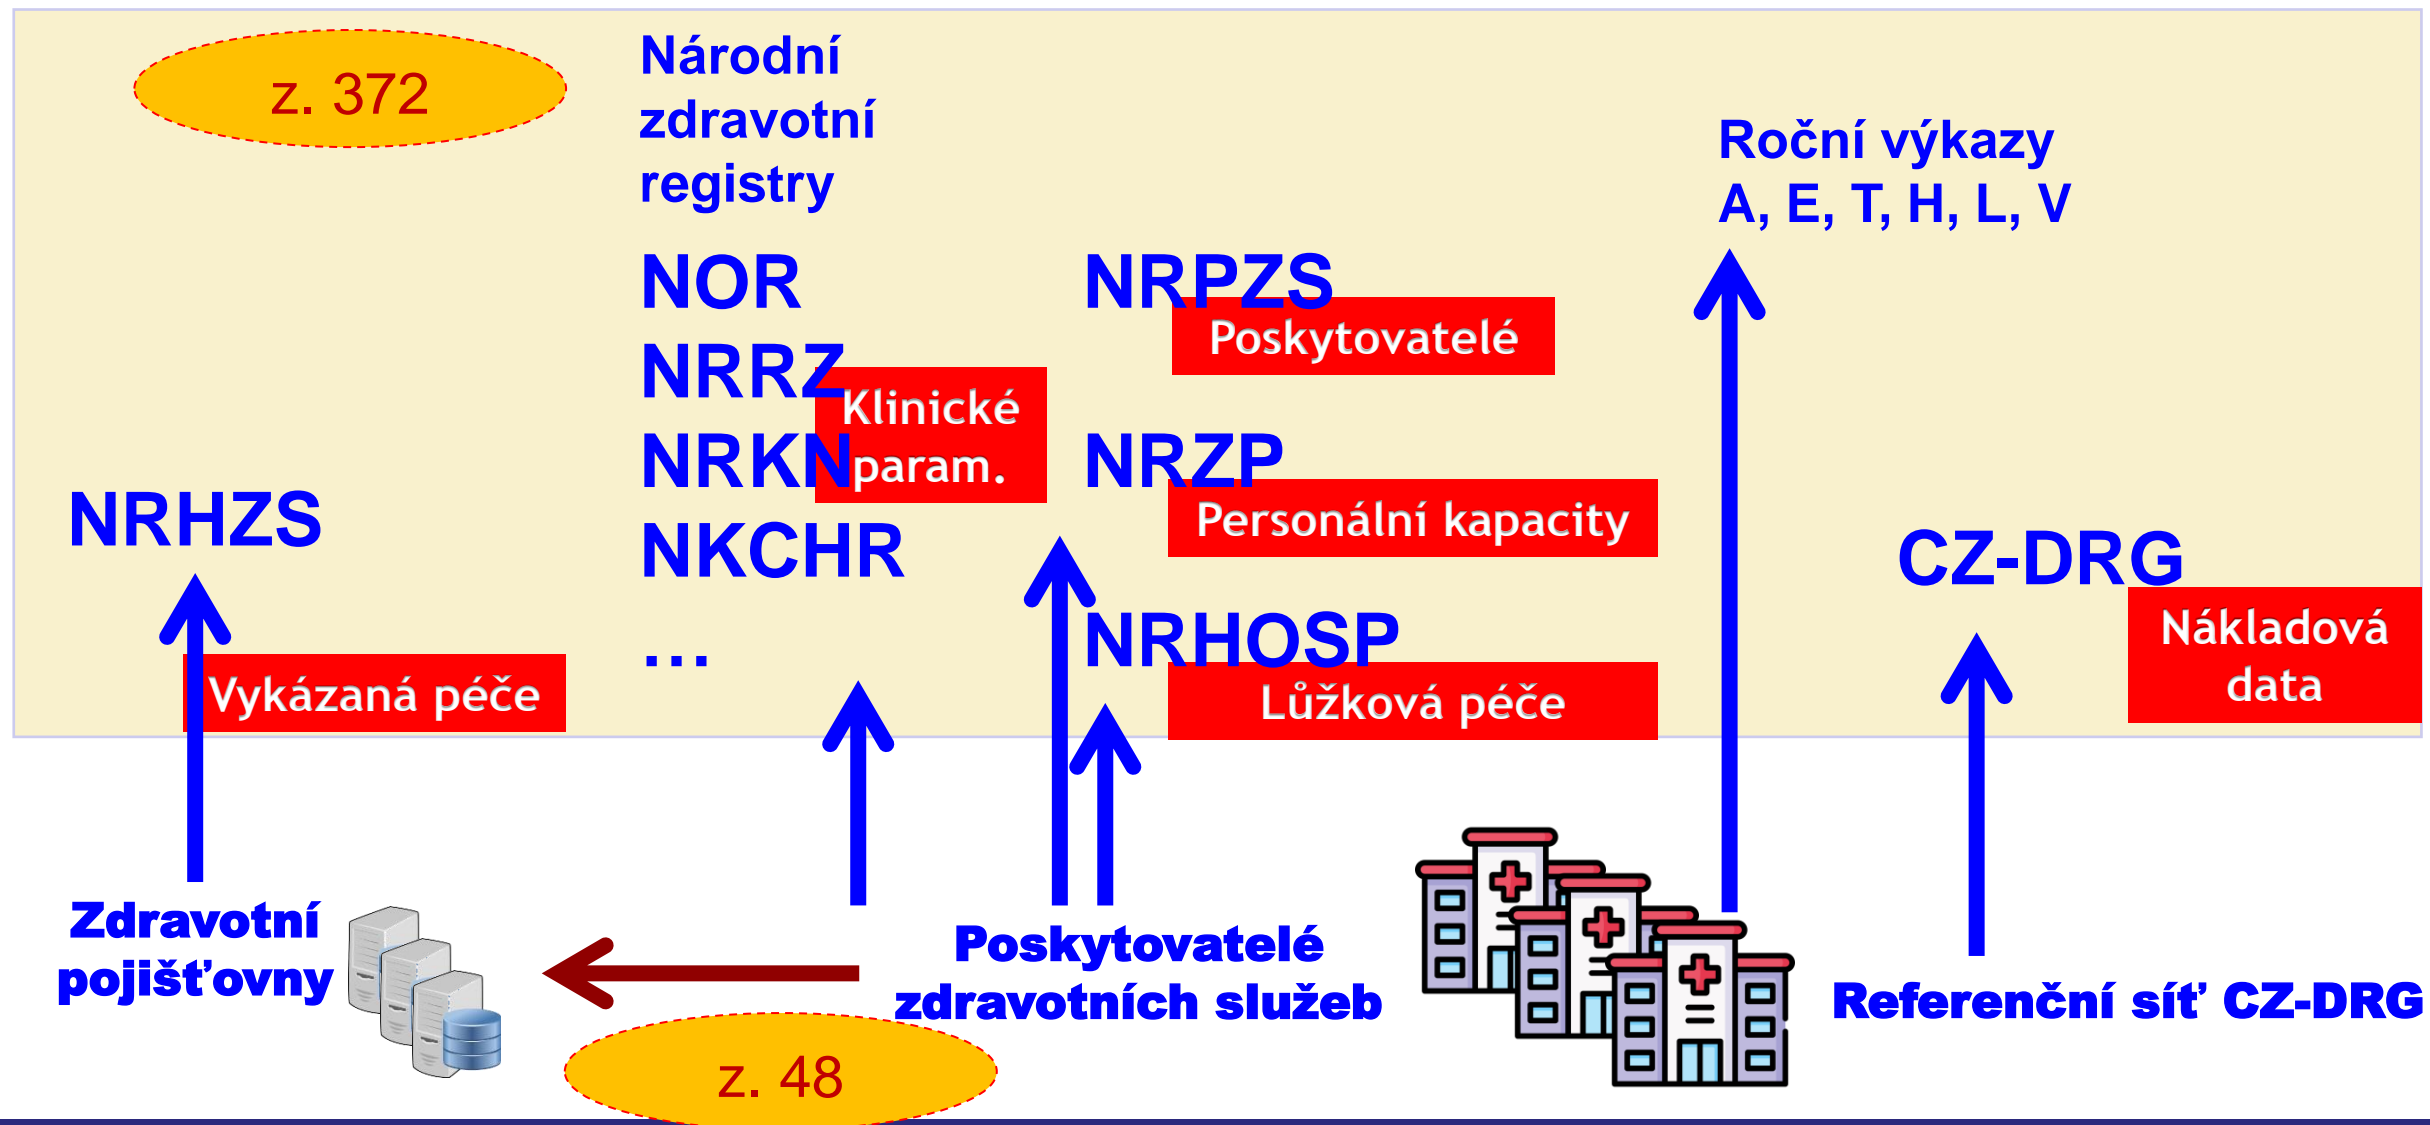 z. 372
Národní
zdravotní
registry
Roční výkazy
A, E, T, H, L, V
NOR
NRRZ
NRKN
NKCHR
…
Klinické
param.
NRPZS
Poskytovatelé
NRZP
Personální kapacity
NRHOSP
Lůžková péče
NRHZS
Vykázaná péče
CZ-DRG
Nákladová
data
Zdravotní
pojišťovny
Poskytovatelé
zdravotních služeb
Referenční síť CZ-DRG
z. 48